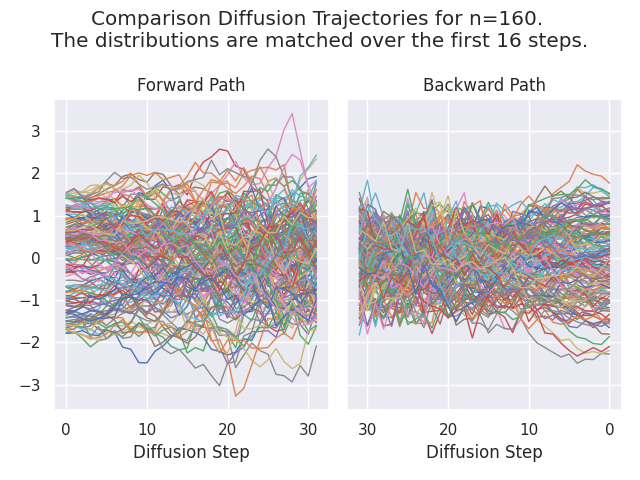 Comparison Diffusion Trajectories for n=160.
The distributions are matched over the first 16 steps.
Forward Path
Backward Path
3
2
1
0
−1
−2
−3
0 10 20 30
30 20 10 0
Diffusion Step
Diffusion Step